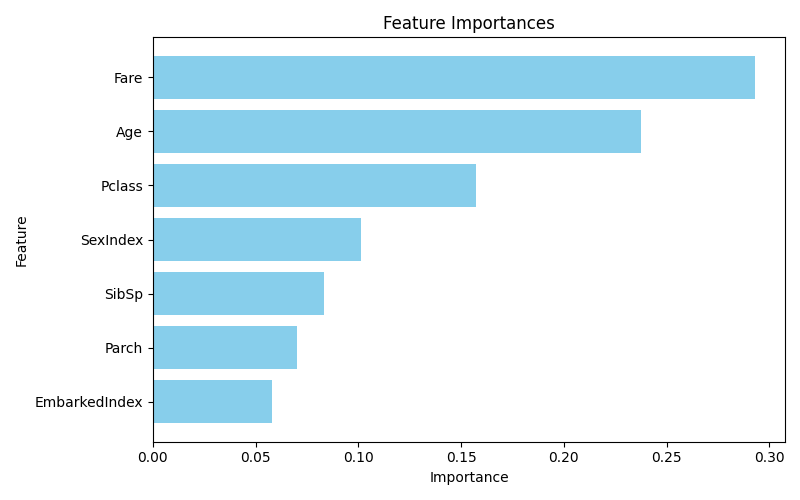 Feature Importances
Fare
Age
Pclass
SexIndex
SibSp
Parch
EmbarkedIndex
Feature
0.00 0.05 0.10 0.15 0.20 0.25 0.30
Importance